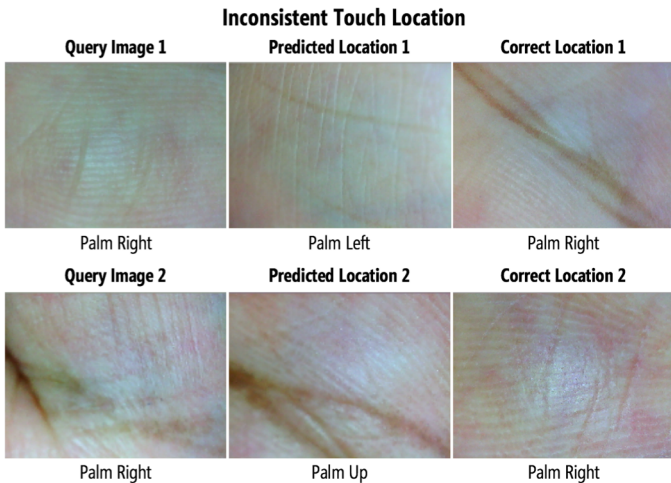 Inconsistent Touch Location
Query Image 1 Predicted Location 1 Correct Location 1
Palm Right Palm Left Palm Right
Query Image 2 Predicted Location 2 Correct Location 2
Palm Right Palm Up Palm Right